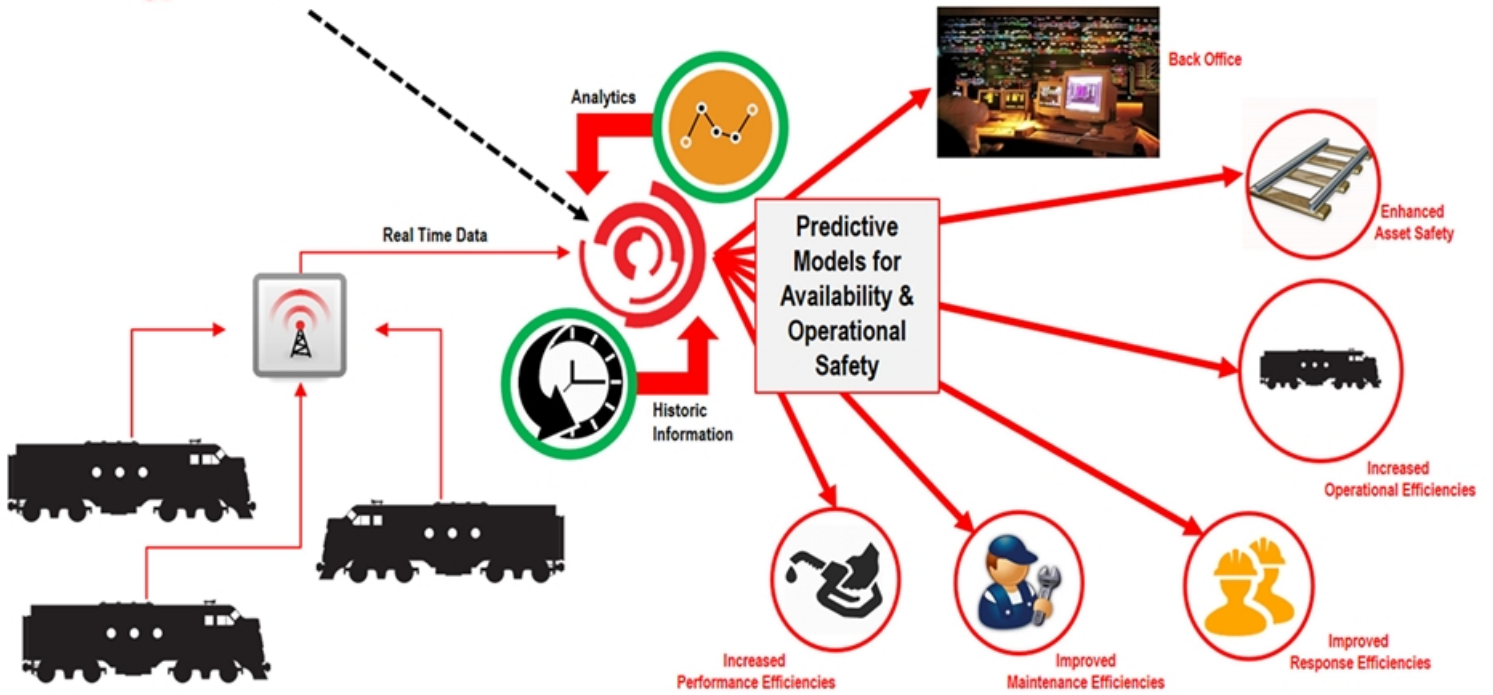 Analytics
Back Office
Real Time Data
Predictive
Models for
Availability &
Operational
Safety
Enhanced
Asset Safety
Historic
Information
Increased
Operational Efficiencies
Increased
Performance Efficiencies
Improved
Maintenance Efficiencies
Improved
Response Efficiencies